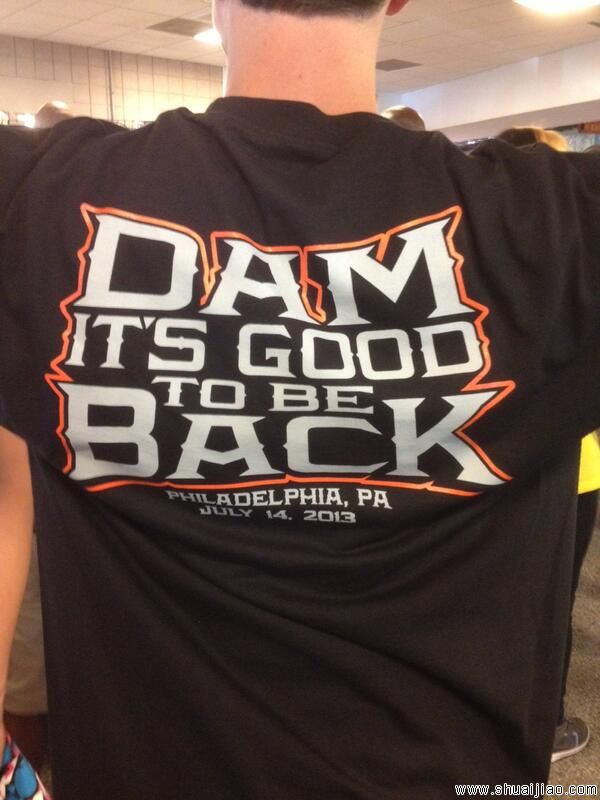 DAM
IT'S GOOD
TO BE
BACK
PHILADELPHIA, PA
JULY 14, 2013
www.shuaijiao.com